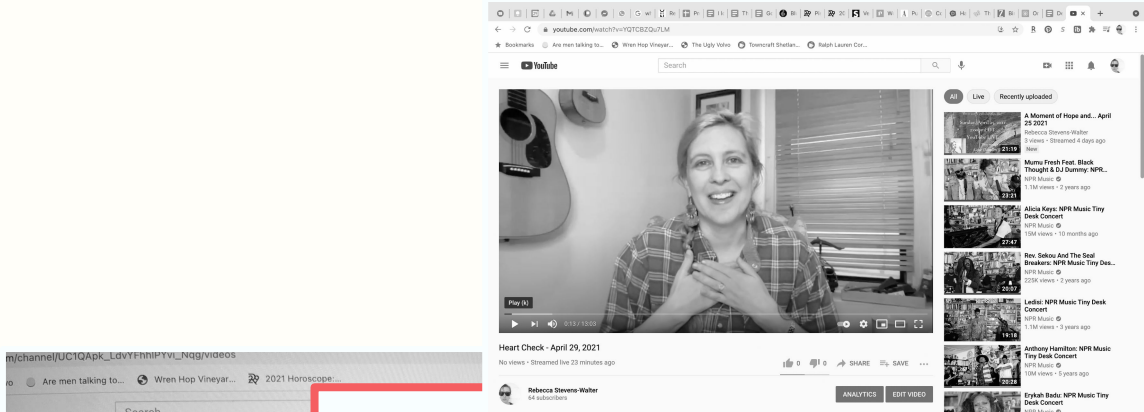 youtube.com/watch?v=YQTCBZQu7LM
Bookmarks Are men talking to... Wren Hop Vineyar... The Ugly Volvo Towncraft Shetlan... Ralph Lauren Cor...
YouTube
Search
All Live Recently uploaded
A Moment of Hope and... April
25 2021
Rebecca Stevens-Walter
3 views • Streamed 4 days ago
New
21:19
Mumu Fresh Feat. Black
Thought & DJ Dummy: NPR...
NPR Music
1.1M views • 2 years ago
23:21
Alicia Keys: NPR Music Tiny
Desk Concert
NPR Music
15M views • 10 months ago
27:47
Rev. Sekou And The Seal
Breakers: NPR Music Tiny Des...
NPR Music
225K views • 2 years ago
20:07
Ledisi: NPR Music Tiny Desk
Concert
NPR Music
1.1M views • 3 years ago
19:18
Anthony Hamilton: NPR Music
Tiny Desk Concert
NPR Music
10M views • 5 years ago
20:28
Erykah Badu: NPR Music Tiny
Desk Concert
NPR Music
Play (k)
0:13 / 13:03
Heart Check - April 29, 2021
No views • Streamed live 23 minutes ago
0 0 SHARE SAVE
Rebecca Stevens-Walter
64 subscribers
ANALYTICS EDIT VIDEO
Are men talking to... Wren Hop Vineyar... 2021 Horoscope:...
Search